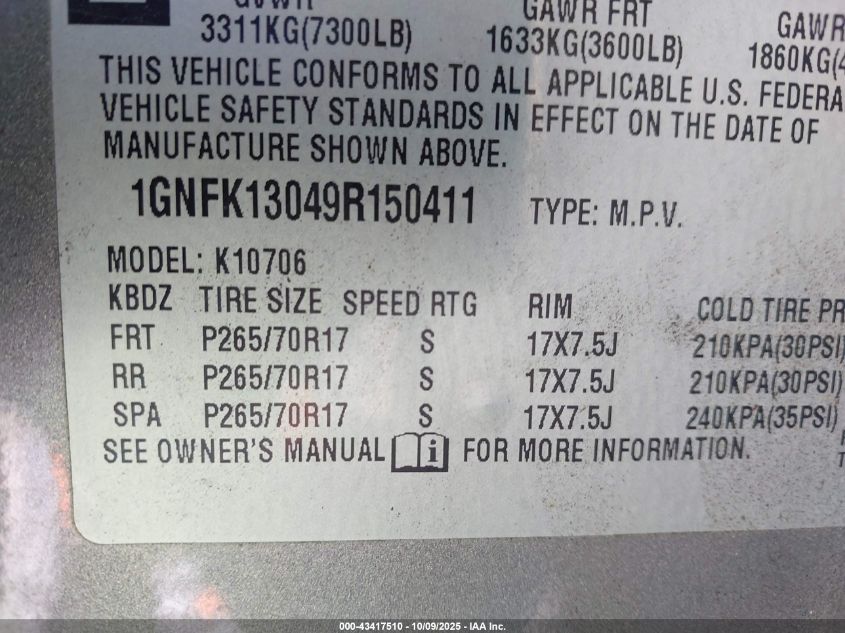 GVWR GAWR FRT GAWR
3311KG(7300LB) 1633KG(3600LB) 1860KG(4
THIS VEHICLE CONFORMS TO ALL APPLICABLE U.S. FEDERA
VEHICLE SAFETY STANDARDS IN EFFECT ON THE DATE OF
MANUFACTURE SHOWN ABOVE.
1GNFK13049R150411 TYPE: M.P.V.
MODEL: K10706
KBDZ TIRE SIZE SPEED RTG RIM COLD TIRE PR
FRT P265/70R17 S 17X7.5J 210KPA(30PSI)
RR P265/70R17 S 17X7.5J 210KPA(30PSI)
SPA P265/70R17 S 17X7.5J 240KPA(35PSI)
SEE OWNER'S MANUAL i FOR MORE INFORMATION.
000-43417510 - 10/09/2025 - IAA Inc.